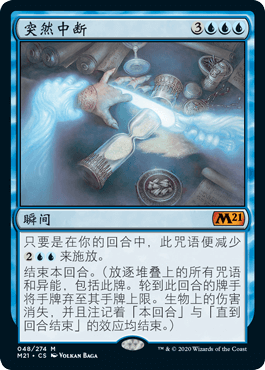 突然中断 3
瞬间
M21
只要是在你的回合中，此咒语便减少
2来施放。
结束本回合。（放逐堆叠上的所有咒语
和异能，包括此牌。轮到此回合的牌手
将手牌弃至其手牌上限。生物上的伤害
消失，并且注记着「本回合」与「直到
回合结束」的效应均结束。）
048/274 M
M21 • CS VOLKAN BAGA
™ & © 2020 Wizards of the Coast